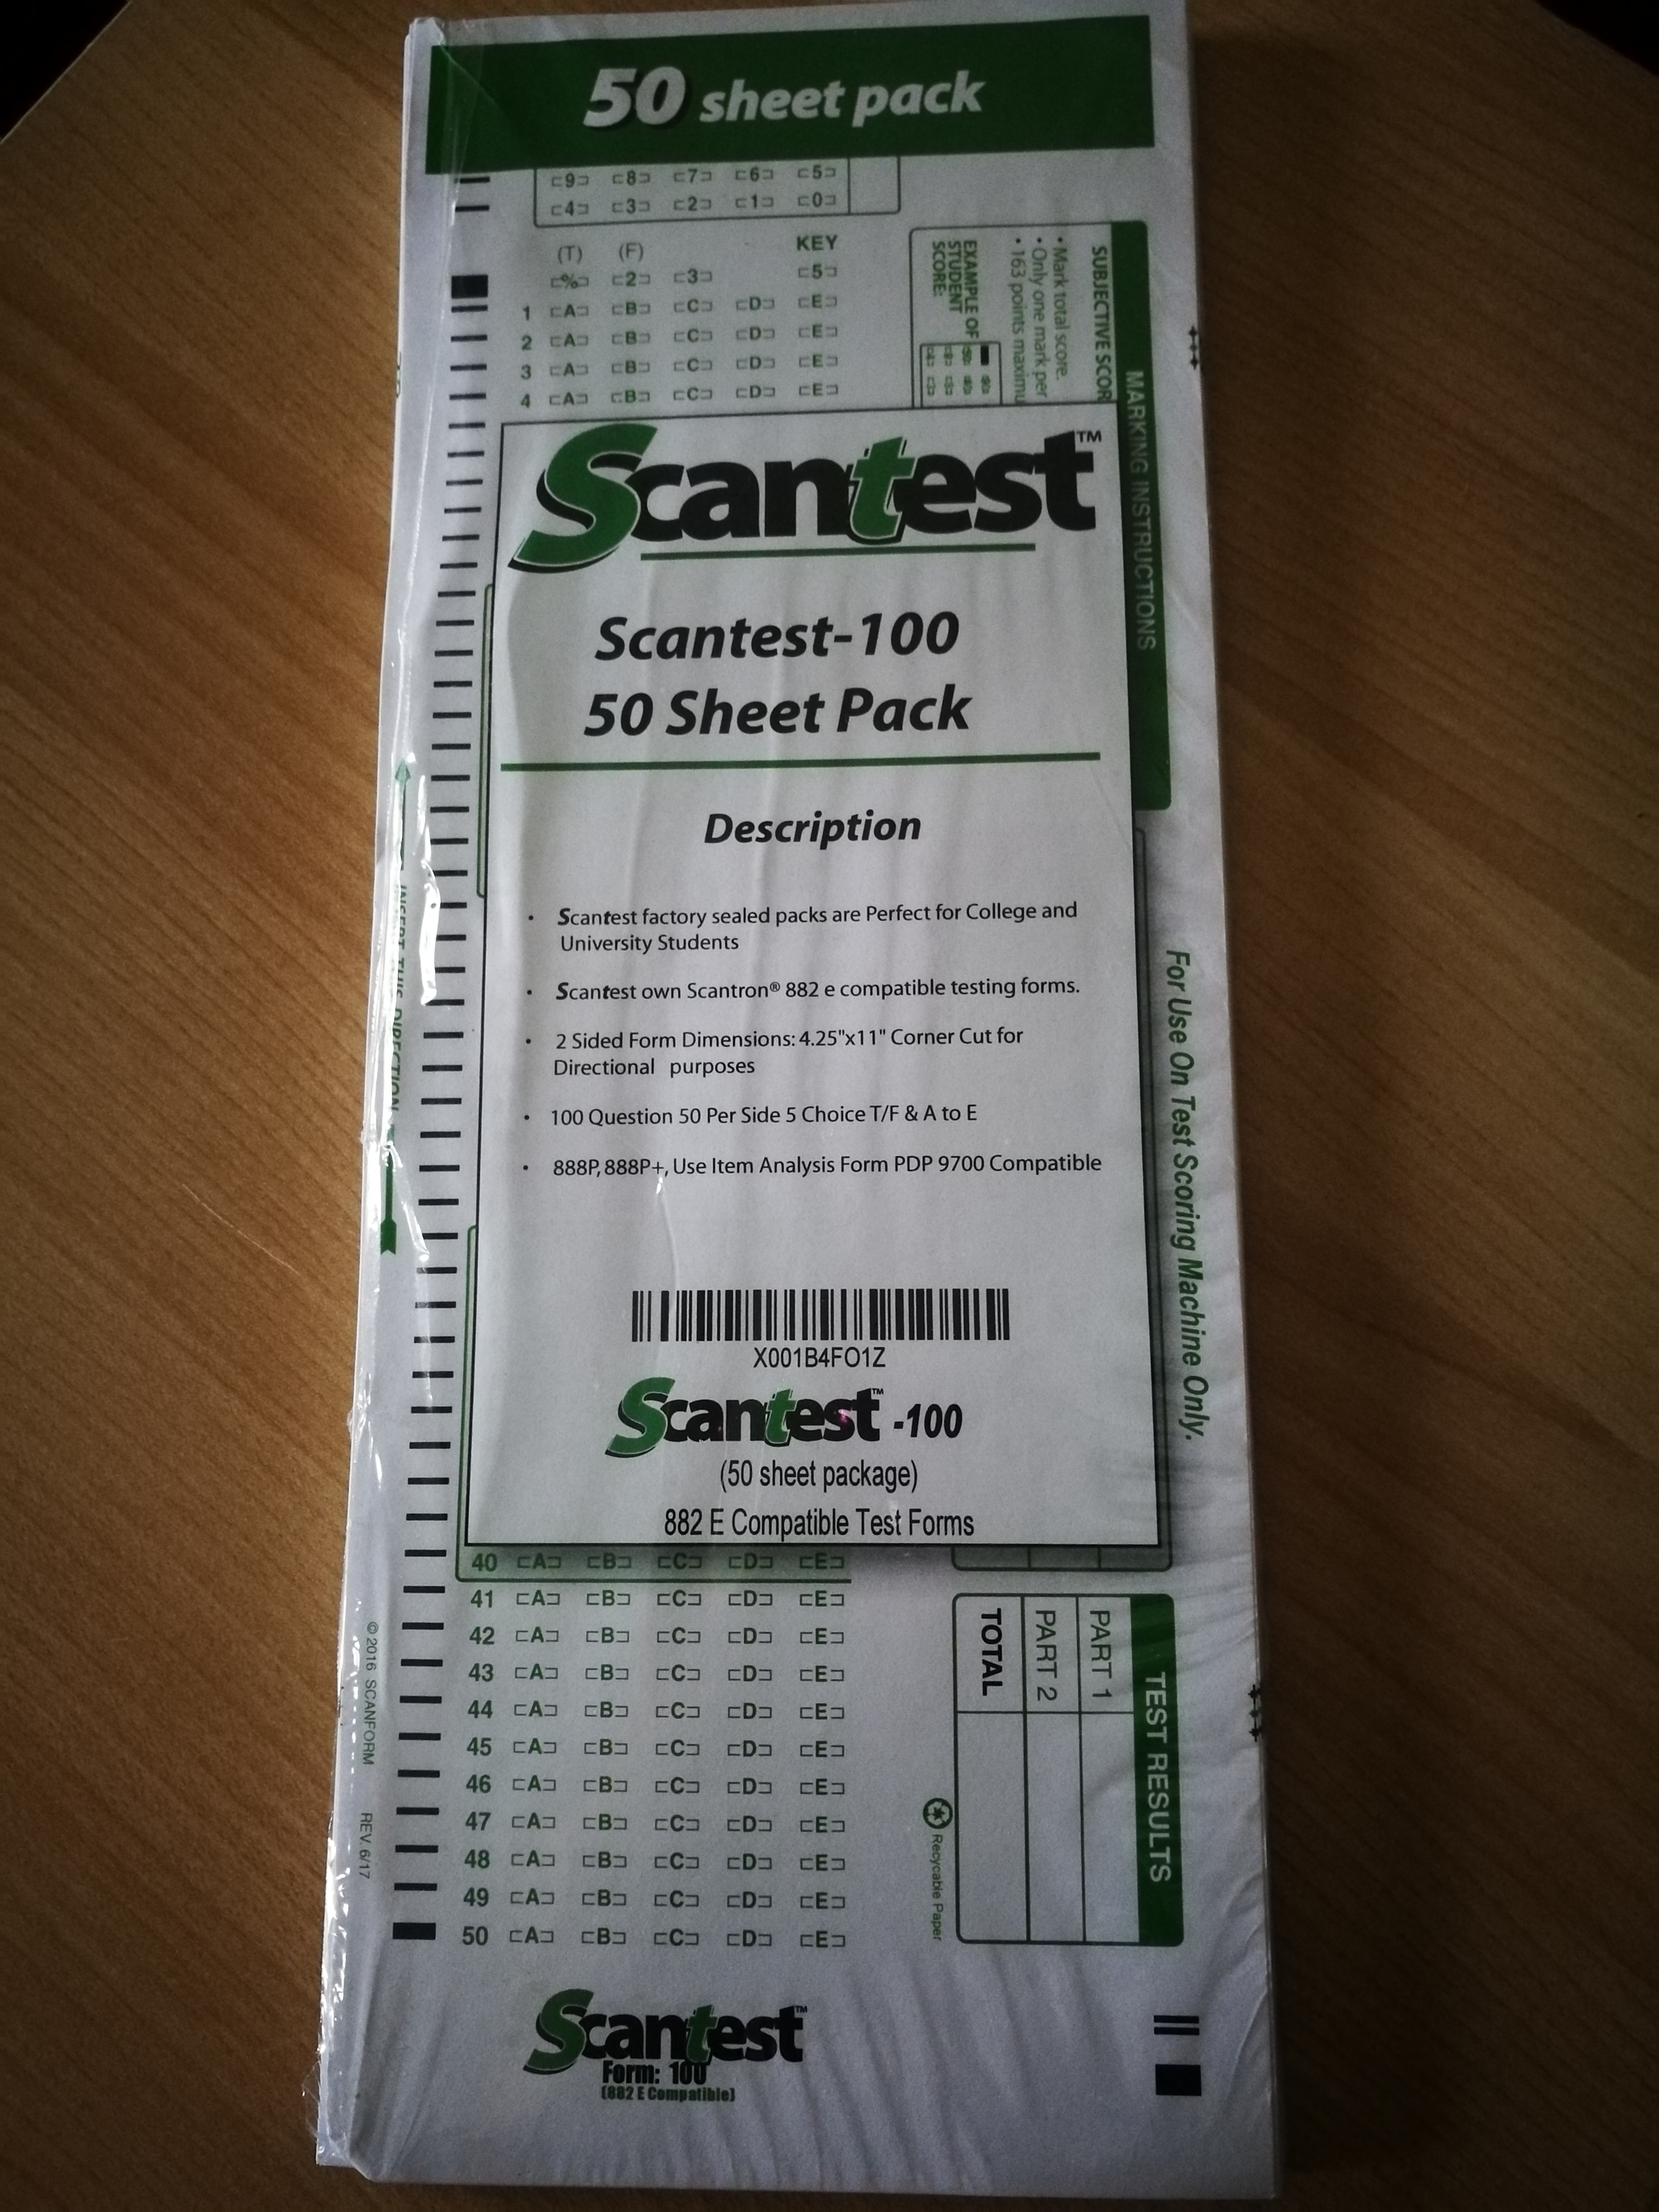 50 sheet pack
9 8 7 6 5
4 3 2 1 0
(T) (F) KEY
% 2 3 5
1 A B C D E
2 A B C D E
3 A B C D E
4 A B C D E
MARKING INSTRUCTIONS
SUBJECTIVE SCOR
• Mark total score.
• Only one mark per
• 163 points maximu
EXAMPLE OF
STUDENT
SCORE:
Scantest™
Scantest-100
50 Sheet Pack
Description
• Scantest factory sealed packs are Perfect for College and
University Students
• Scantest own Scantron® 882 e compatible testing forms.
• 2 Sided Form Dimensions: 4.25"x11" Corner Cut for
Directional purposes
• 100 Question 50 Per Side 5 Choice T/F & A to E
• 888P, 888P+, Use Item Analysis Form PDP 9700 Compatible
X001B4FO1Z
Scantest™ -100
(50 sheet package)
882 E Compatible Test Forms
For Use On Test Scoring Machine Only.
INSERT THIS DIRECTION
40 A B C D E
41 A B C D E
42 A B C D E
43 A B C D E
44 A B C D E
45 A B C D E
46 A B C D E
47 A B C D E
48 A B C D E
49 A B C D E
50 A B C D E
TEST RESULTS
PART 1
PART 2
TOTAL
Recyclable Paper
© 2016 SCANFORM REV. 6/17
Scantest™
Form: 100
(882 E Compatible)